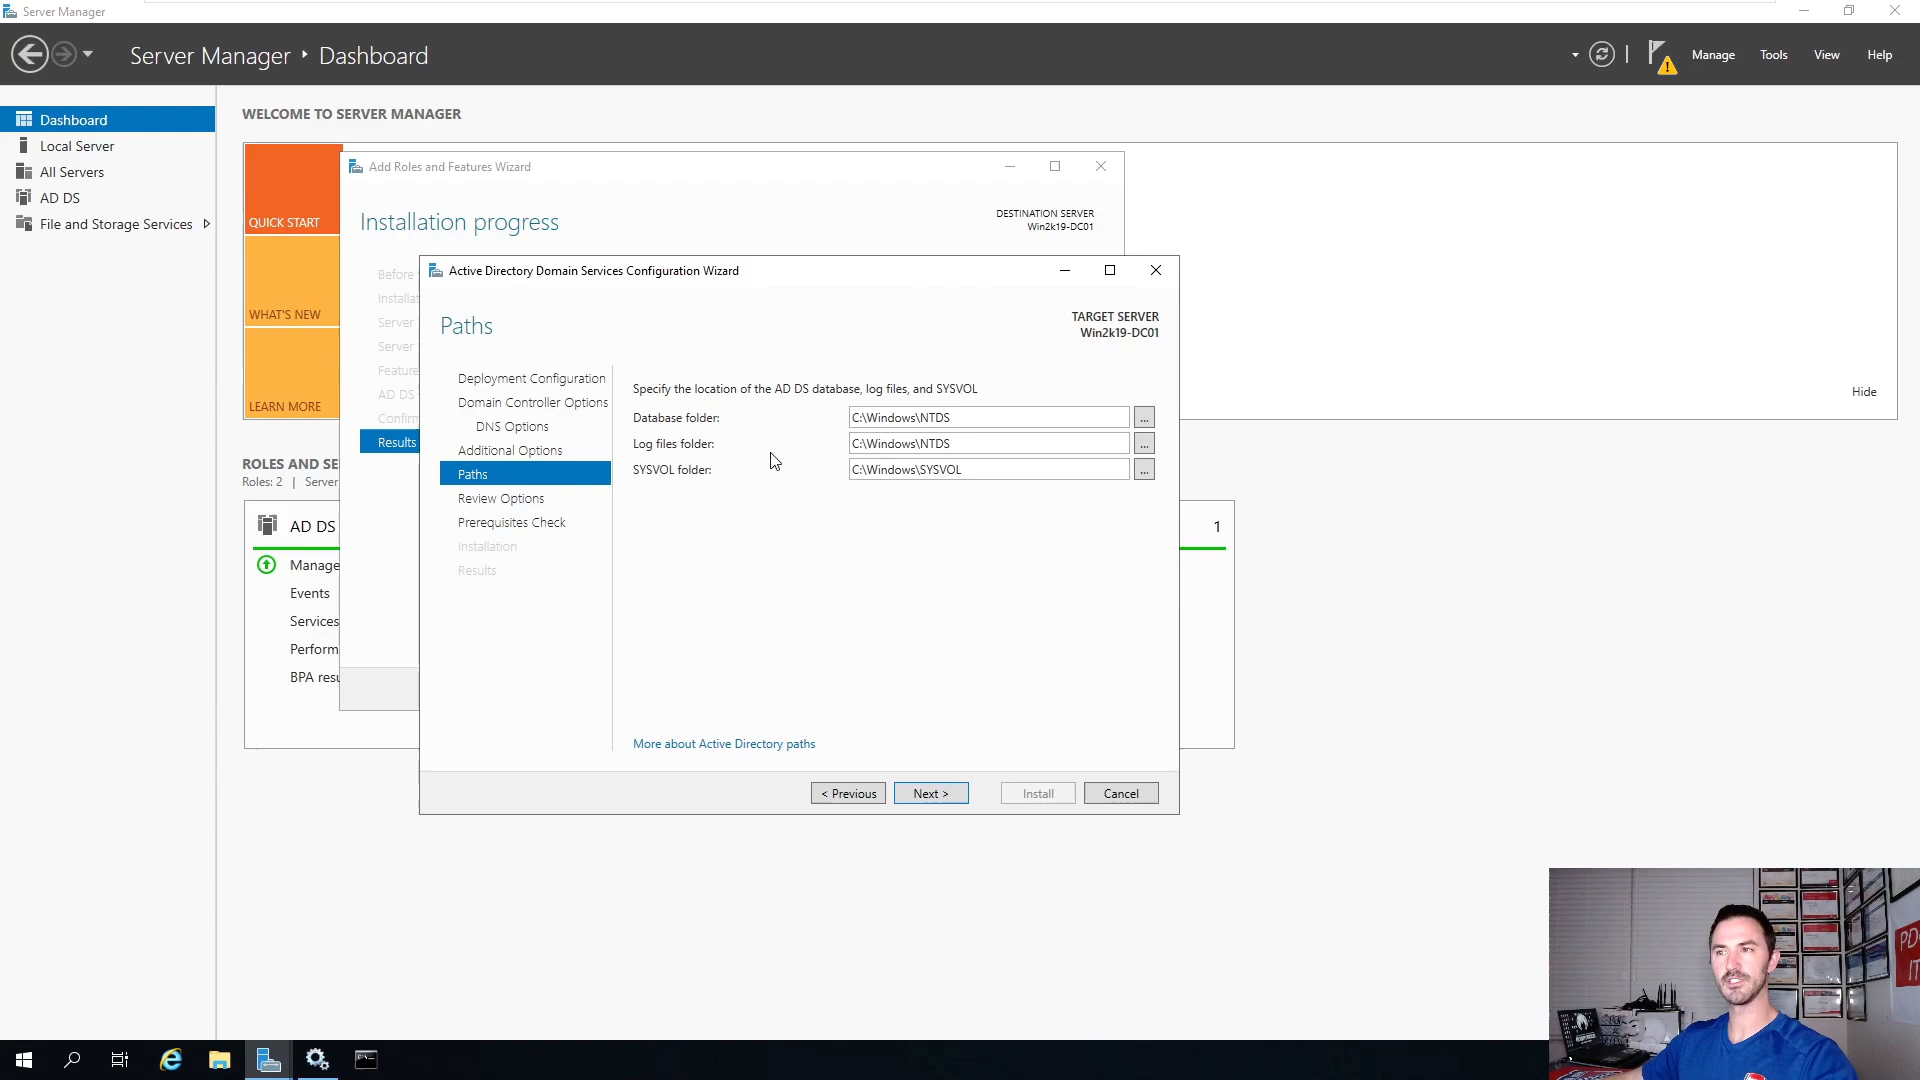 Server Manager
Server Manager ‣ Dashboard
Manage
Tools
View
Help
Dashboard
Local Server
All Servers
AD DS
File and Storage Services
WELCOME TO SERVER MANAGER
QUICK START
WHAT'S NEW
LEARN MORE
Hide
ROLES AND SE
Roles: 2 | Server
AD DS
1
Manage
Events
Services
Perform
BPA resu
Add Roles and Features Wizard
Installation progress
DESTINATION SERVER
Win2k19-DC01
Before
Installat
Server
Server
Feature
AD DS
Confirm
Results
Active Directory Domain Services Configuration Wizard
Paths
TARGET SERVER
Win2k19-DC01
Deployment Configuration
Domain Controller Options
DNS Options
Additional Options
Paths
Review Options
Prerequisites Check
Installation
Results
Specify the location of the AD DS database, log files, and SYSVOL
Database folder: C:\Windows\NTDS ...
Log files folder: C:\Windows\NTDS ...
SYSVOL folder: C:\Windows\SYSVOL ...
More about Active Directory paths
< Previous
Next >
Install
Cancel
PD
IT